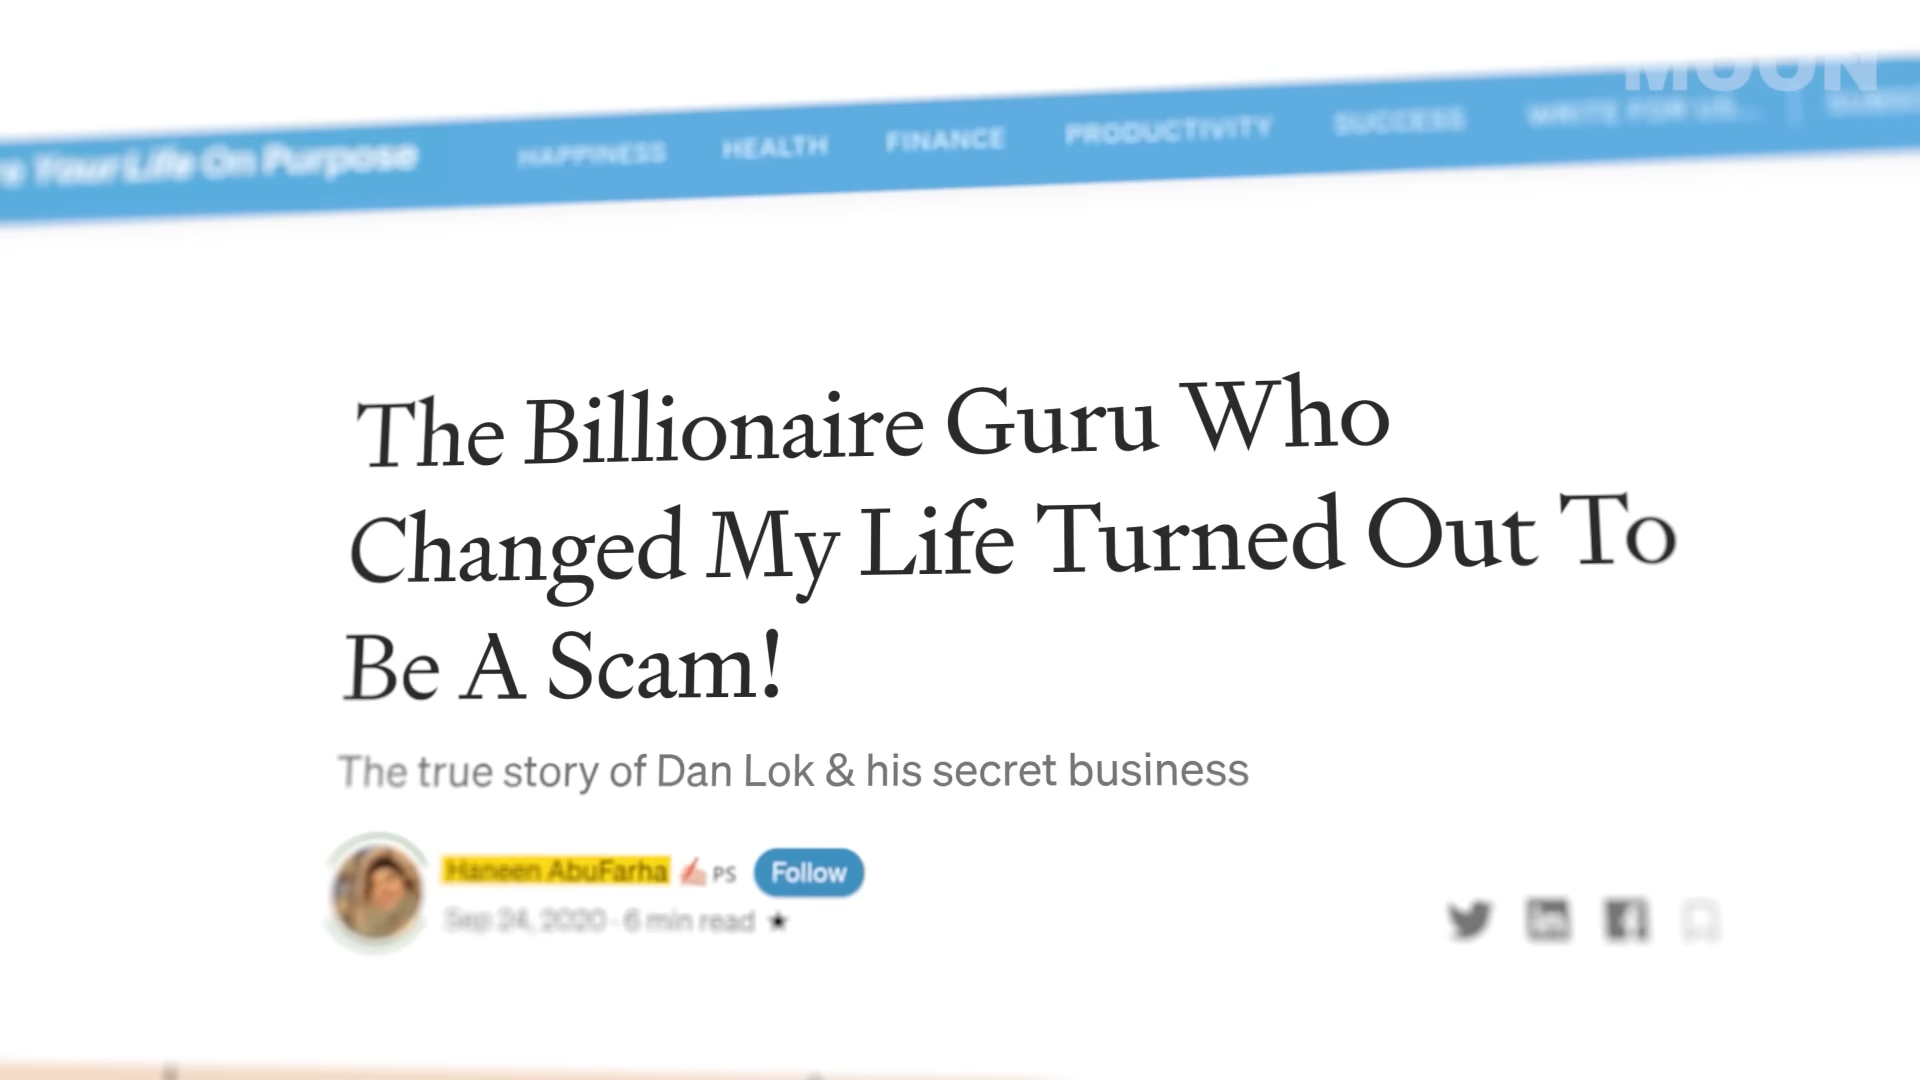 MOON
Your Life On Purpose HAPPINESS HEALTH FINANCE PRODUCTIVITY SUCCESS WRITE FOR US...
The Billionaire Guru Who
Changed My Life Turned Out To
Be A Scam!
The true story of Dan Lok & his secret business
Haneen AbuFarha ✍ PS Follow
Sep 24, 2020 · 6 min read ★